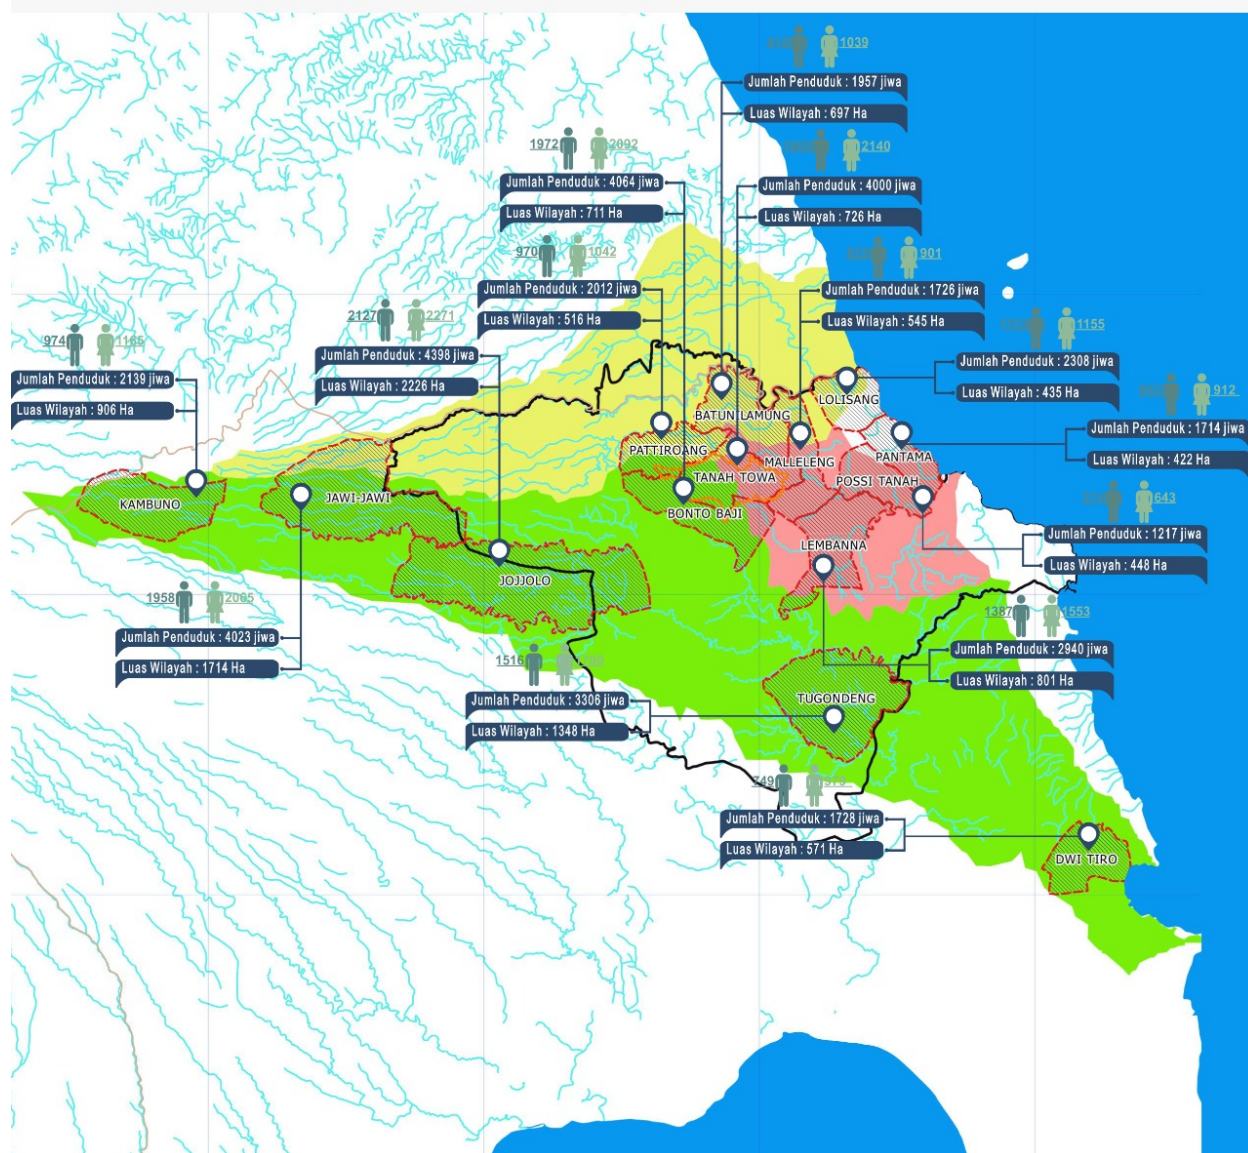 1039
Jumlah Penduduk : 1957 jiwa
Luas Wilayah : 697 Ha
1972 2092
Jumlah Penduduk : 4064 jiwa
Luas Wilayah : 711 Ha
2140
Jumlah Penduduk : 4000 jiwa
Luas Wilayah : 726 Ha
970 1042
Jumlah Penduduk : 2012 jiwa
Luas Wilayah : 516 Ha
901
Jumlah Penduduk : 1726 jiwa
Luas Wilayah : 545 Ha
2127 2271
Jumlah Penduduk : 4398 jiwa
Luas Wilayah : 2226 Ha
974 1165
Jumlah Penduduk : 2139 jiwa
Luas Wilayah : 906 Ha
1155
Jumlah Penduduk : 2308 jiwa
Luas Wilayah : 435 Ha
912
Jumlah Penduduk : 1714 jiwa
Luas Wilayah : 422 Ha
LOLISANG
BATUNILAMUNG
PATTIROANG
MALLELENG
PANTAMA
TANAH TOWA
POSSI TANAH
KAMBUNO
JAWI-JAWI
BONTO BAJI
643
Jumlah Penduduk : 1217 jiwa
Luas Wilayah : 448 Ha
LEMBANNA
JOJJOLO
1958 2065
Jumlah Penduduk : 4023 jiwa
Luas Wilayah : 1714 Ha
1387 1553
Jumlah Penduduk : 2940 jiwa
Luas Wilayah : 801 Ha
1516
Jumlah Penduduk : 3306 jiwa
Luas Wilayah : 1348 Ha
TUGONDENG
749
Jumlah Penduduk : 1728 jiwa
Luas Wilayah : 571 Ha
DWI TIRO